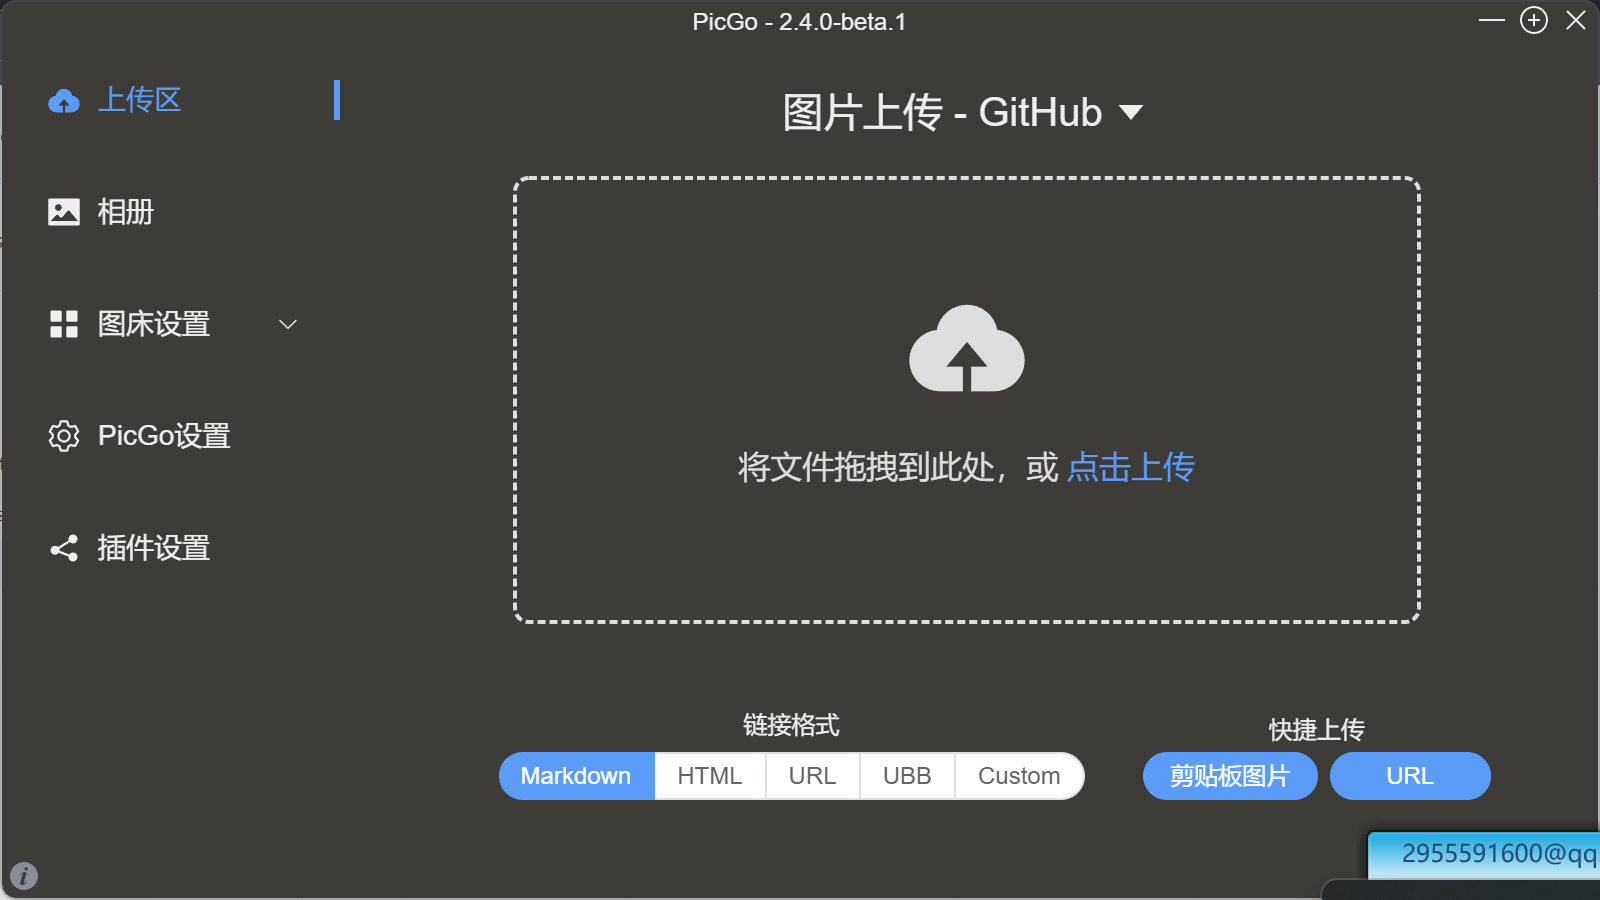 PicGo - 2.4.0-beta.1
上传区
相册
图床设置
PicGo设置
插件设置
图片上传 - GitHub
将文件拖拽到此处，或 点击上传
链接格式
Markdown HTML URL UBB Custom
快捷上传
剪贴板图片 URL
2955591600@qq